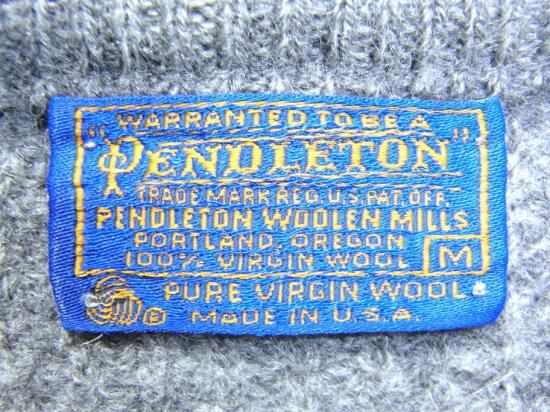 WARRANTED TO BE A
"PENDLETON"
TRADE MARK REG. U.S. PAT. OFF.
PENDLETON WOOLEN MILLS
PORTLAND, OREGON
100% VIRGIN WOOL M
PURE VIRGIN WOOL
® MADE IN U.S.A.